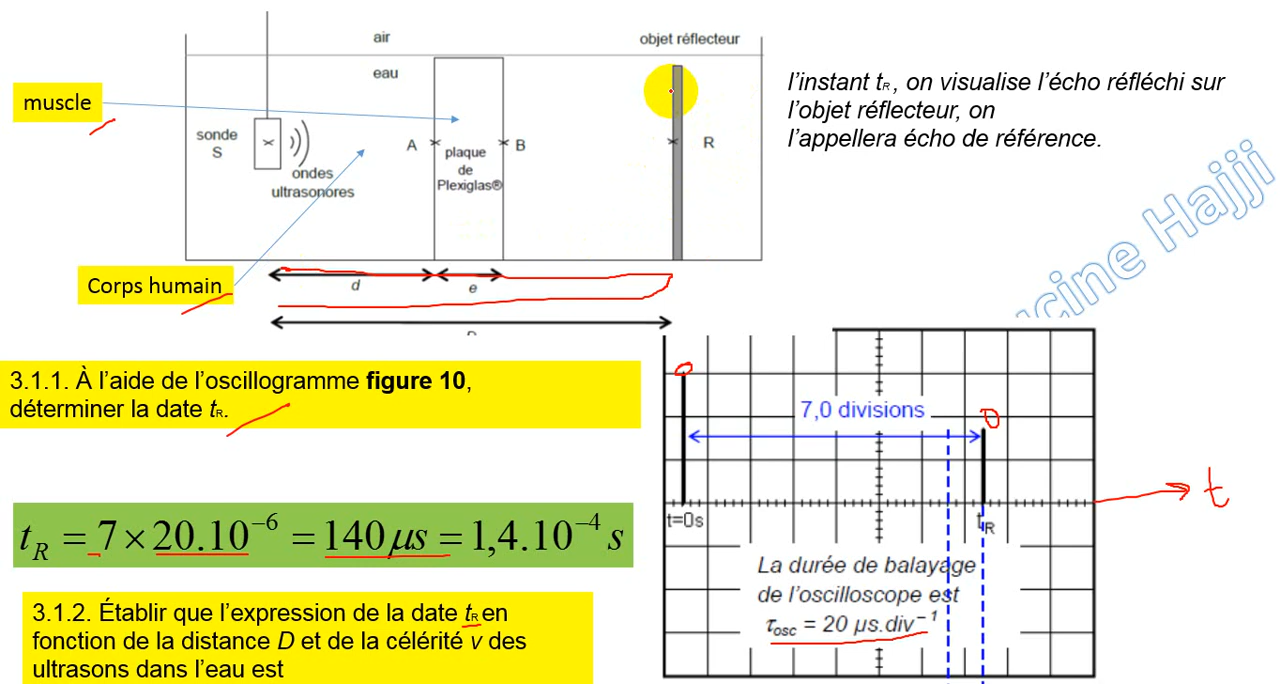 air
objet réflecteur
eau
muscle
l'instant tR, on visualise l'écho réfléchi sur
l'objet réflecteur, on
l'appellera écho de référence.
sonde
S
A
B
R
plaque
de
Plexiglas®
ondes
ultrasonores
Corps humain
d
e
Hajji
3.1.1. À l'aide de l'oscillogramme figure 10,
déterminer la date tR.
7,0 divisions
t
t=0s
tR
tR = 7 × 20.10⁻⁶ = 140 μs = 1,4.10⁻⁴ s
La durée de balayage
de l'oscilloscope est
τosc = 20 μs.div⁻¹
3.1.2. Établir que l'expression de la date tR en
fonction de la distance D et de la célérité v des
ultrasons dans l'eau est